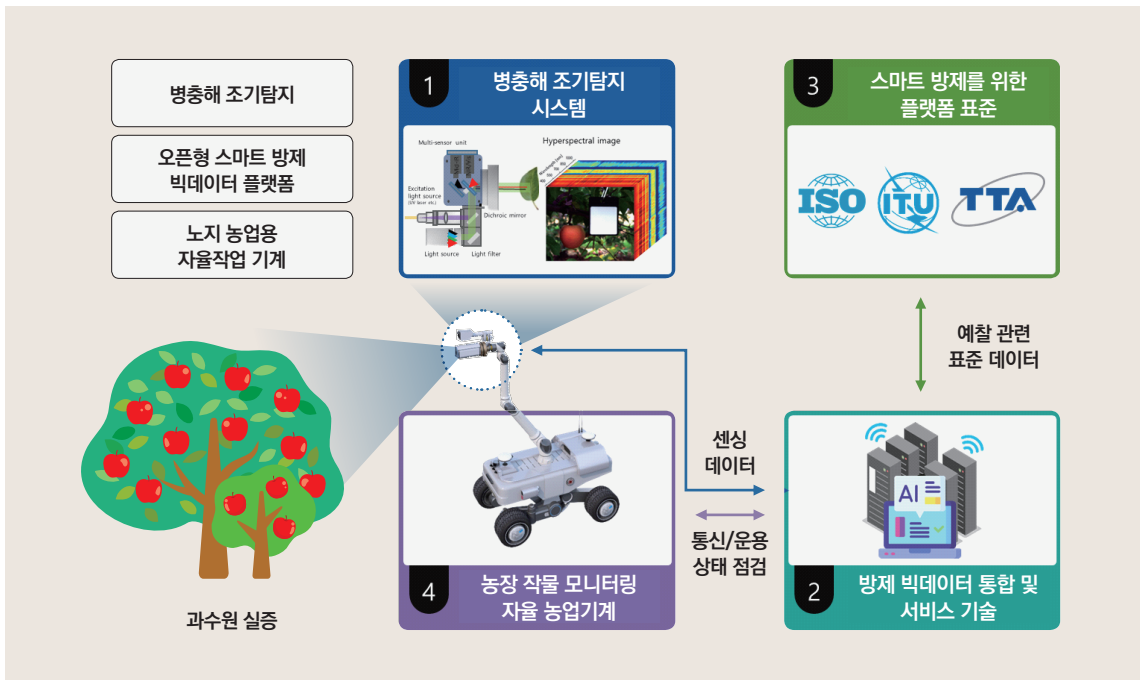 병충해 조기탐지
오픈형 스마트 방제
빅데이터 플랫폼
노지 농업용
자율작업 기계
1
병충해 조기탐지
시스템
Multi-sensor unit
Hyperspectral image
Wavelength (nm)
Excitation
light source
(UV laser etc.)
Dichroic mirror
Light source
Light filter
3
스마트 방제를 위한
플랫폼 표준
ISO
ITU
TTA
예찰 관련
표준 데이터
센싱
데이터
통신/운용
상태 점검
AI
4
농장 작물 모니터링
자율 농업기계
2
방제 빅데이터 통합 및
서비스 기술
과수원 실증